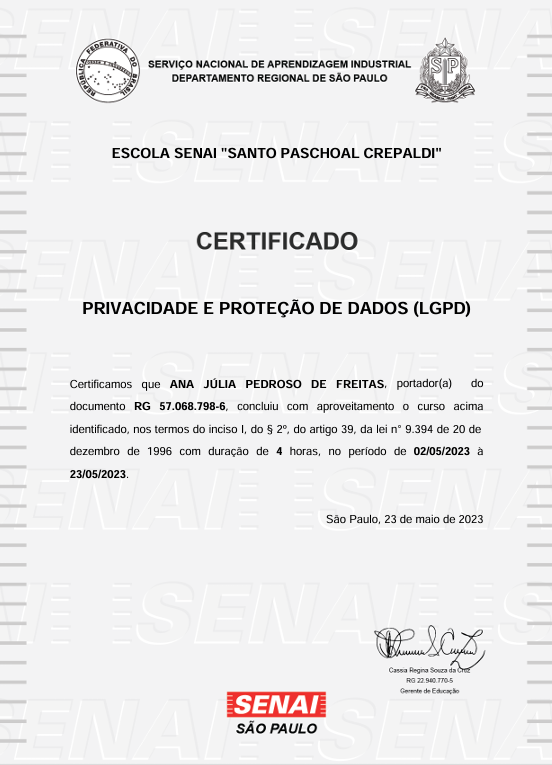 SERVIÇO NACIONAL DE APRENDIZAGEM INDUSTRIAL
DEPARTAMENTO REGIONAL DE SÃO PAULO
REPÚBLICA FEDERATIVA DO BRASIL
SP
ESCOLA SENAI "SANTO PASCHOAL CREPALDI"
CERTIFICADO
PRIVACIDADE E PROTEÇÃO DE DADOS (LGPD)
Certificamos que ANA JÚLIA PEDROSO DE FREITAS, portador(a) do
documento RG 57.068.798-6, concluiu com aproveitamento o curso acima
identificado, nos termos do inciso I, do § 2º, do artigo 39, da lei n° 9.394 de 20 de
dezembro de 1996 com duração de 4 horas, no período de 02/05/2023 à
23/05/2023.
São Paulo, 23 de maio de 2023
Cassia Regina Souza da Cruz
RG 22.940.770-5
Gerente de Educação
SENAI
SÃO PAULO